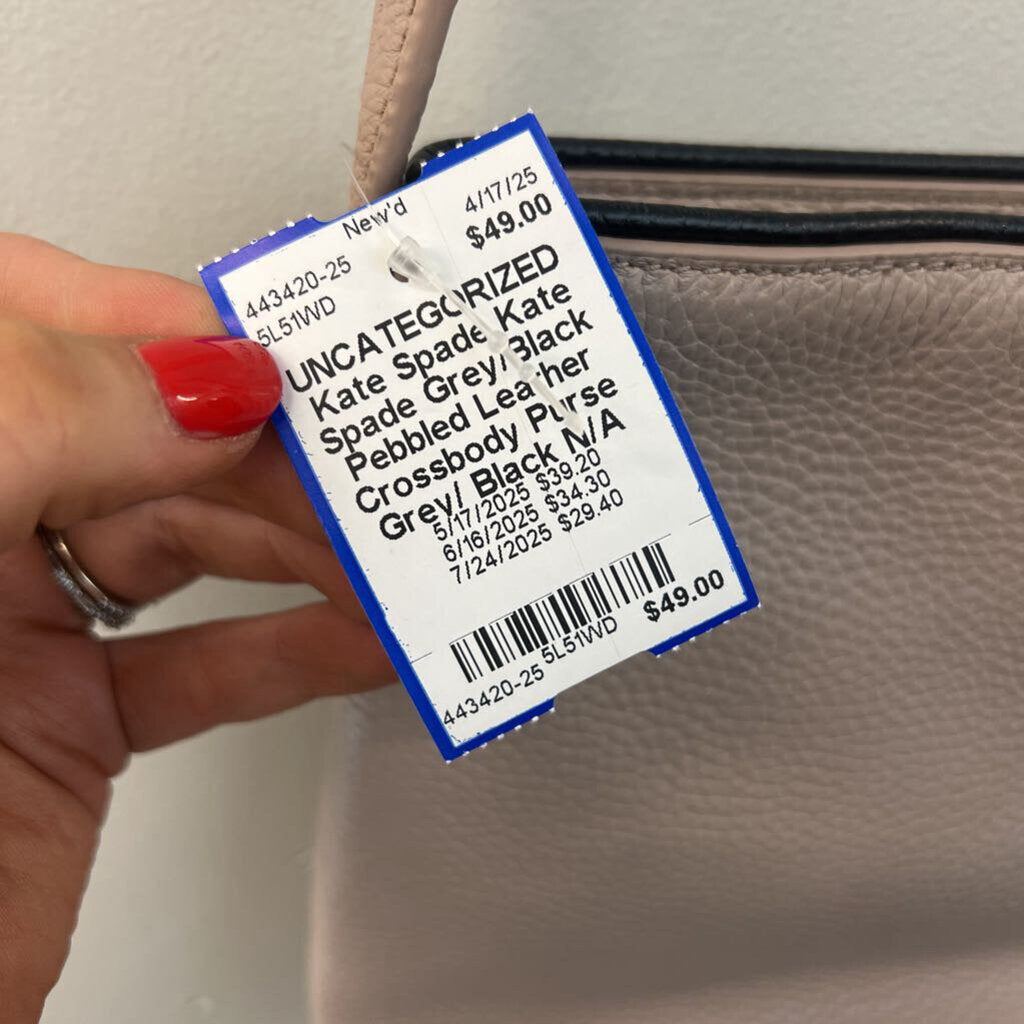 New'd 4/17/25
443420-25 $49.00
5L51WD
UNCATEGORIZED
Kate Spade Kate
Spade Grey/Black
Pebbled Leather
Crossbody Purse
Grey/ Black N/A
5/17/2025 $39.20
6/16/2025 $34.30
7/24/2025 $29.40
443420-25 5L51WD $49.00